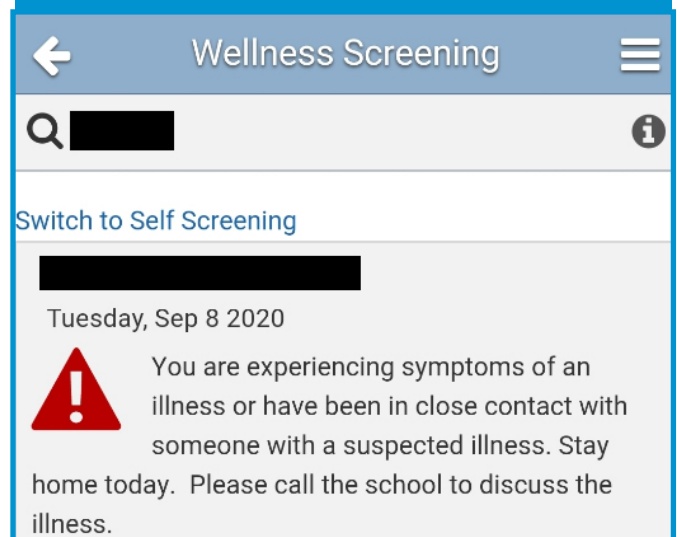 Wellness Screening
Switch to Self Screening
Tuesday, Sep 8 2020
You are experiencing symptoms of an
illness or have been in close contact with
someone with a suspected illness. Stay
home today.  Please call the school to discuss the
illness.